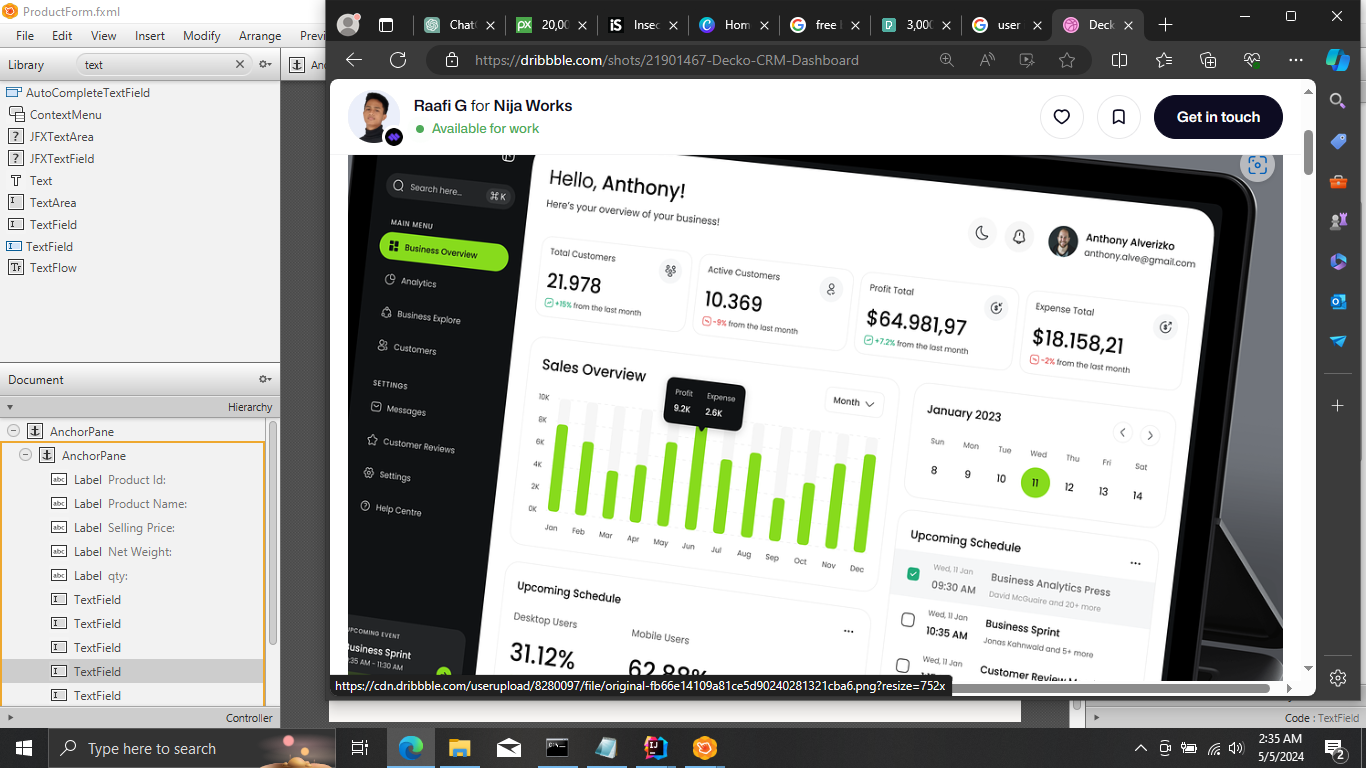 ProductForm.fxml
File Edit View Insert Modify Arrange Previ
Library text
An
AutoCompleteTextField
ContextMenu
? JFXTextArea
? JFXTextField
T Text
TextArea
TextField
TextField
TextFlow
Document
Hierarchy
AnchorPane
AnchorPane
abc Label Product Id:
abc Label Product Name:
abc Label Selling Price:
abc Label Net Weight:
abc Label qty:
TextField
TextField
TextField
TextField
TextField
Controller
ChatG 20,00 Insec Hom free user Deck
3,000
https://dribbble.com/shots/21901467-Decko-CRM-Dashboard
Raafi G for Nija Works
Available for work
Get in touch
Search here... ⌘ K
MAIN MENU
Business Overview
Analytics
Business Explore
Customers
SETTINGS
Messages
Customer Reviews
Settings
Help Centre
UPCOMING EVENT
Business Sprint
:35 AM - 11:30 AM
Hello, Anthony!
Here's your overview of your business!
Anthony Alverizko
anthony.alve@gmail.com
Total Customers
21.978
+15% from the last month
Active Customers
10.369
-9% from the last month
Profit Total
$64.981,97
+7.2% from the last month
Expense Total
$18.158,21
-2% from the last month
Sales Overview
Profit Expense
9.2K 2.6K
Month
10K
8K
6K
4K
2K
0K
Jan Feb Mar Apr May Jun Jul Aug Sep Oct Nov Dec
January 2023
Sun Mon Tue Wed Thu Fri Sat
8 9 10 11 12 13 14
Upcoming Schedule
Wed, 11 Jan Business Analytics Press
09:30 AM David McGuaire and 20+ more
Wed, 11 Jan Business Sprint
10:35 AM Jonas Kahnwald and 5+ more
Wed, 11 Jan Customer Review
Upcoming Schedule
Desktop Users Mobile Users
31.12% 62.88%
https://cdn.dribbble.com/userupload/8280097/file/original-fb66e14109a81ce5d90240281321cba6.png?resize=752x
Code : TextField
Type here to search
2:35 AM
5/5/2024
2